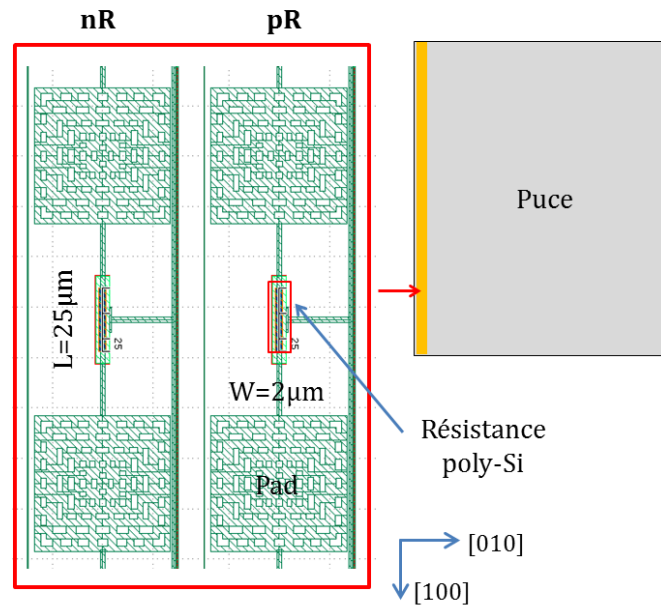 nR
pR
Puce
L=25µm
25
25
W=2µm
Résistance
poly-Si
Pad
[010]
[100]